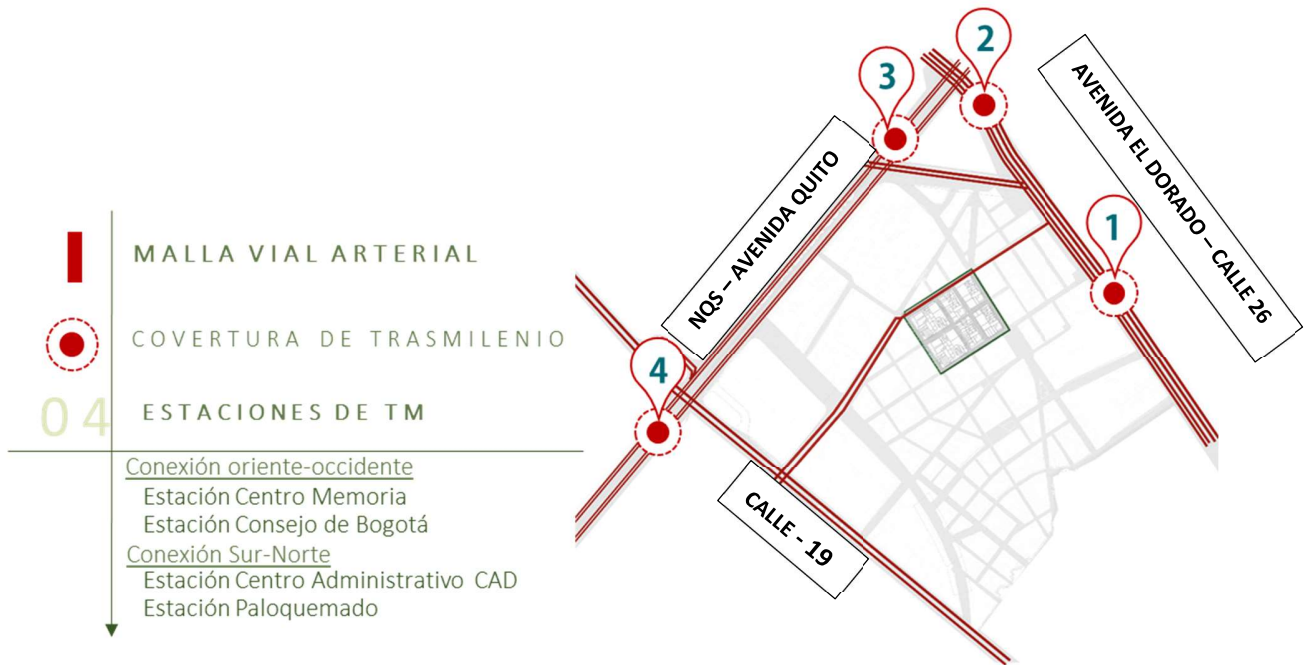 MALLA VIAL ARTERIAL
COVERTURA DE TRASMILENIO
04 ESTACIONES DE TM
Conexión oriente-occidente
Estación Centro Memoria
Estación Consejo de Bogotá
Conexión Sur-Norte
Estación Centro Administrativo CAD
Estación Paloquemado
2
3
AVENIDA EL DORADO – CALLE 26
NQS – AVENIDA QUITO
1
4
CALLE - 19